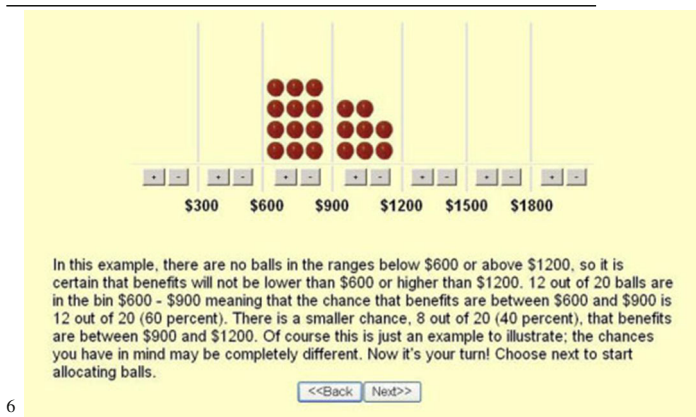 + - + - + - + - + - + - + -
$300 $600 $900 $1200 $1500 $1800
In this example, there are no balls in the ranges below $600 or above $1200, so it is
certain that benefits will not be lower than $600 or higher than $1200. 12 out of 20 balls are
in the bin $600 - $900 meaning that the chance that benefits are between $600 and $900 is
12 out of 20 (60 percent). There is a smaller chance, 8 out of 20 (40 percent), that benefits
are between $900 and $1200. Of course this is just an example to illustrate; the chances
you have in mind may be completely different. Now it's your turn! Choose next to start
allocating balls.
<<Back Next>>
6